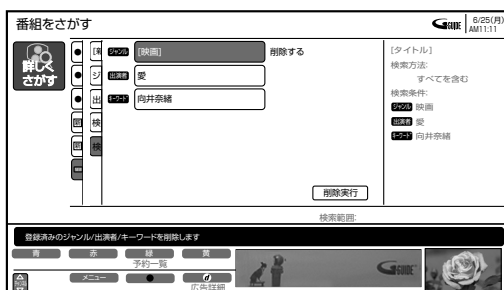 番組をさがす
GGUIDE
6/25(月)
AM11:11
詳しく
さがす
ジャンル [映画] 削除する
出演者 愛
キーワード 向井奈緒
ジ
出
検
検
削除実行
[タイトル]
検索方法:
すべてを含む
検索条件:
ジャンル 映画
出演者 愛
キーワード 向井奈緒
検索範囲:
登録済みのジャンル/出演者/キーワードを削除します
青 赤 緑 黄
予約一覧
メニュー ● d
広告詳細
GGUIDE